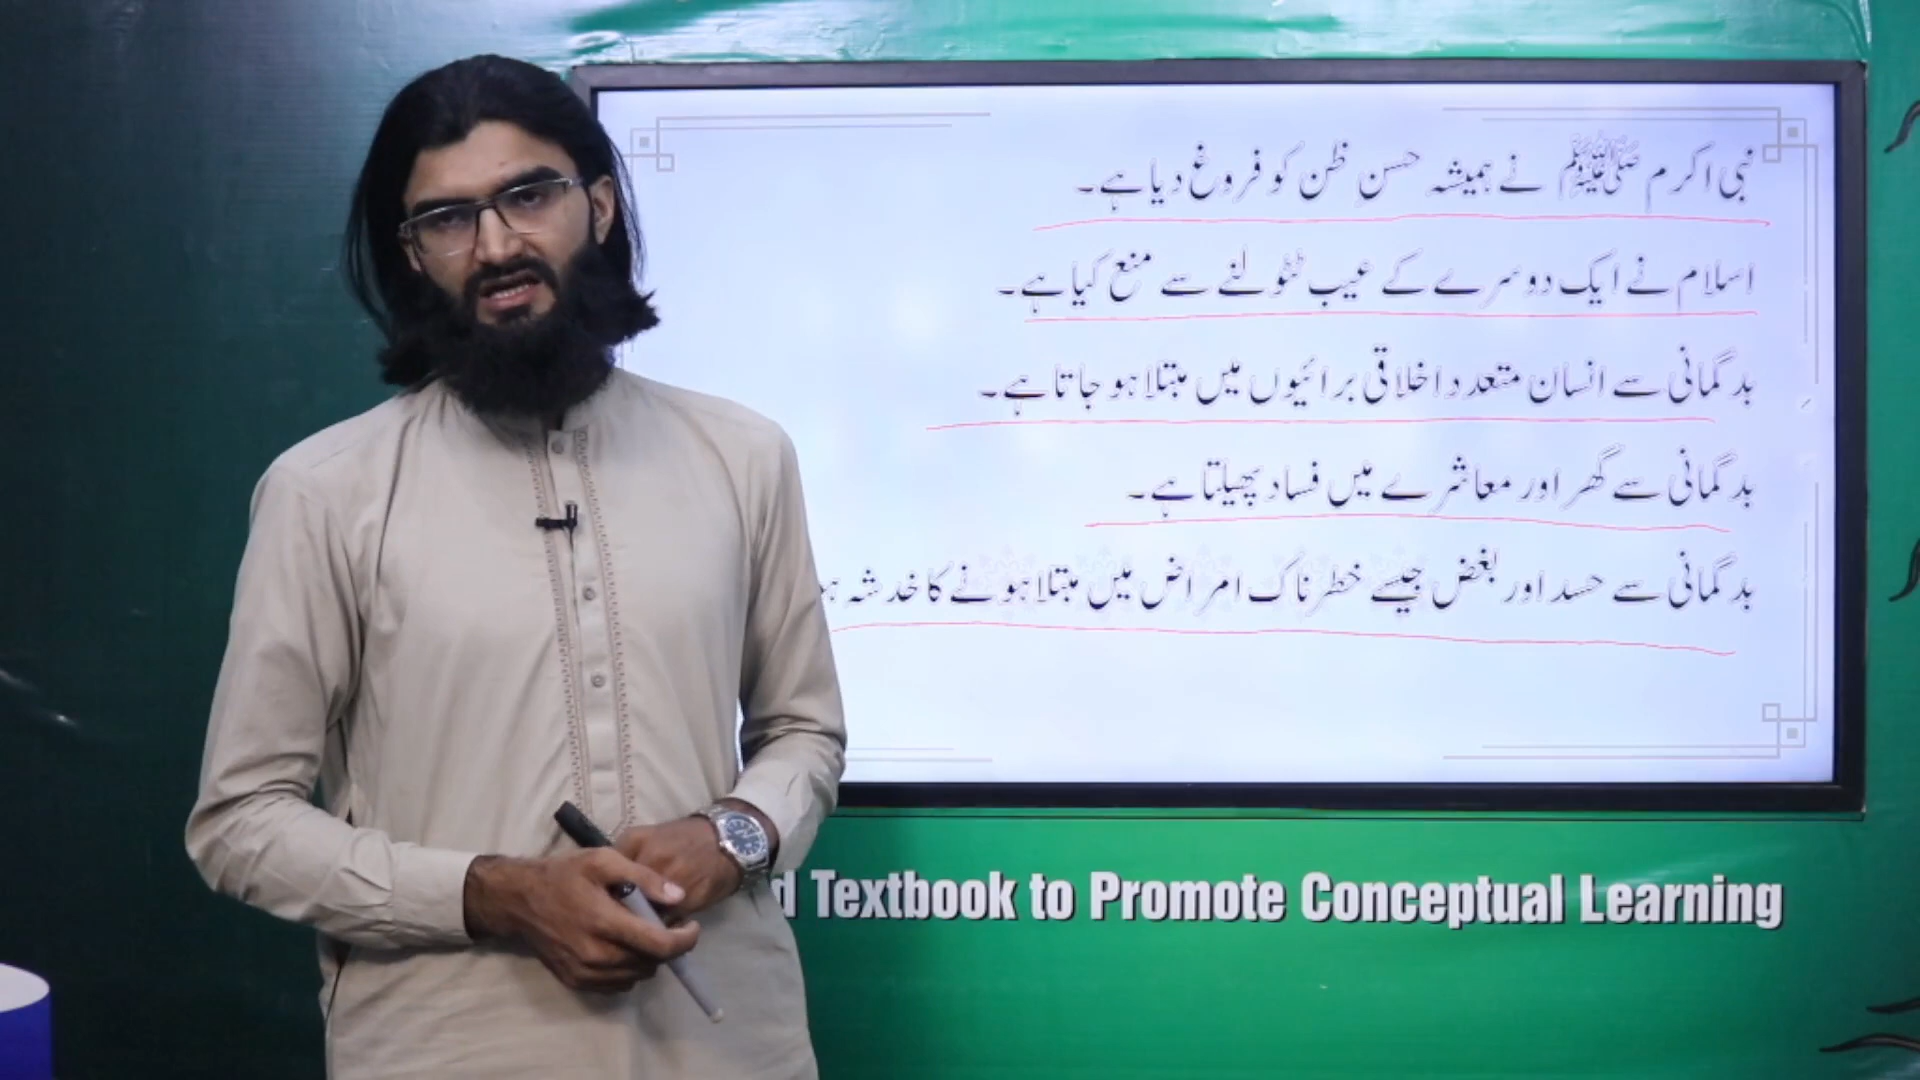 نبی اکرم ﷺ نے ہمیشہ حسنِ ظن کو فروغ دیا ہے۔
اسلام نے ایک دوسرے کے عیب ٹٹولنے سے منع کیا ہے۔
بدگمانی سے انسان متعدد اخلاقی برائیوں میں مبتلا ہو جاتا ہے۔
بدگمانی سے گھر اور معاشرے میں فساد پھیلتا ہے۔
بدگمانی سے حسد اور بغض جیسے خطرناک امراض میں مبتلا ہونے کا خدشہ ہو
Textbook to Promote Conceptual Learning